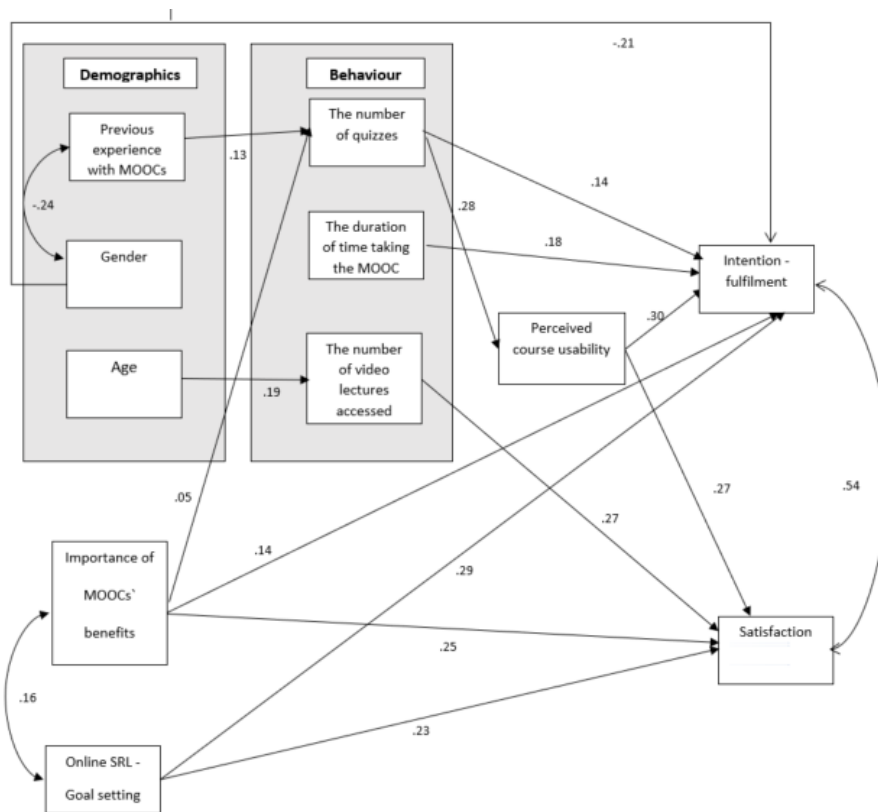 -.21
Demographics
Behaviour
Previous
experience
with MOOCs
The number
of quizzes
.13
.14
-.24
.28
The duration
of time taking
the MOOC
.18
Gender
Intention -
fulfilment
.30
Perceived
course usability
Age
The number
of video
lectures
accessed
.19
.05
.27
.27
.54
.14
.29
Importance of
MOOCs`
benefits
Satisfaction
.25
.16
.23
Online SRL -
Goal setting